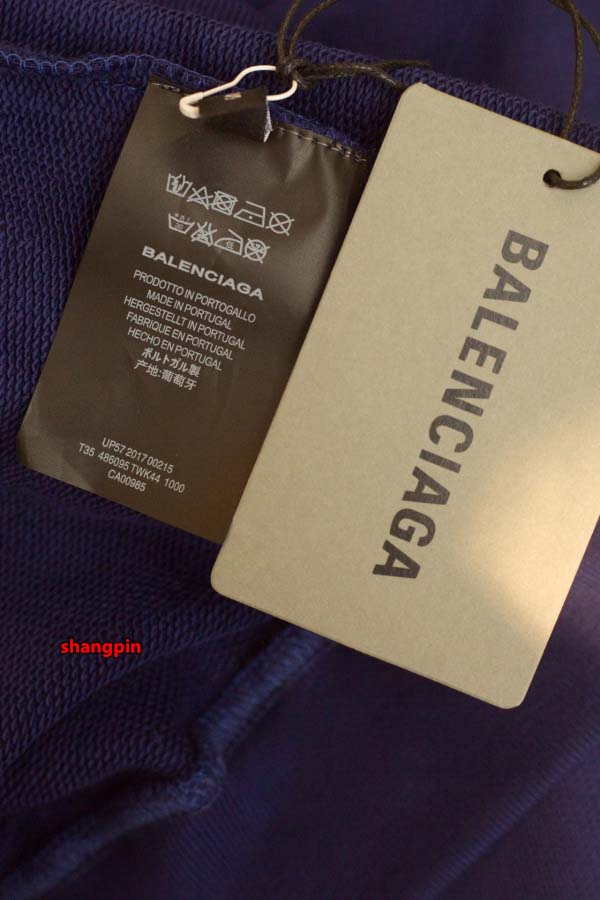 BALENCIAGA
PRODOTTO IN PORTOGALLO
MADE IN PORTUGAL
HERGESTELLT IN PORTUGAL
FABRIQUE EN PORTUGAL
HECHO EN PORTUGAL
ポルトガル製
产地:葡萄牙
UP57 2017 00215
T35 486095 TWK44 1000
CA00985
BALENCIAGA
shangpin